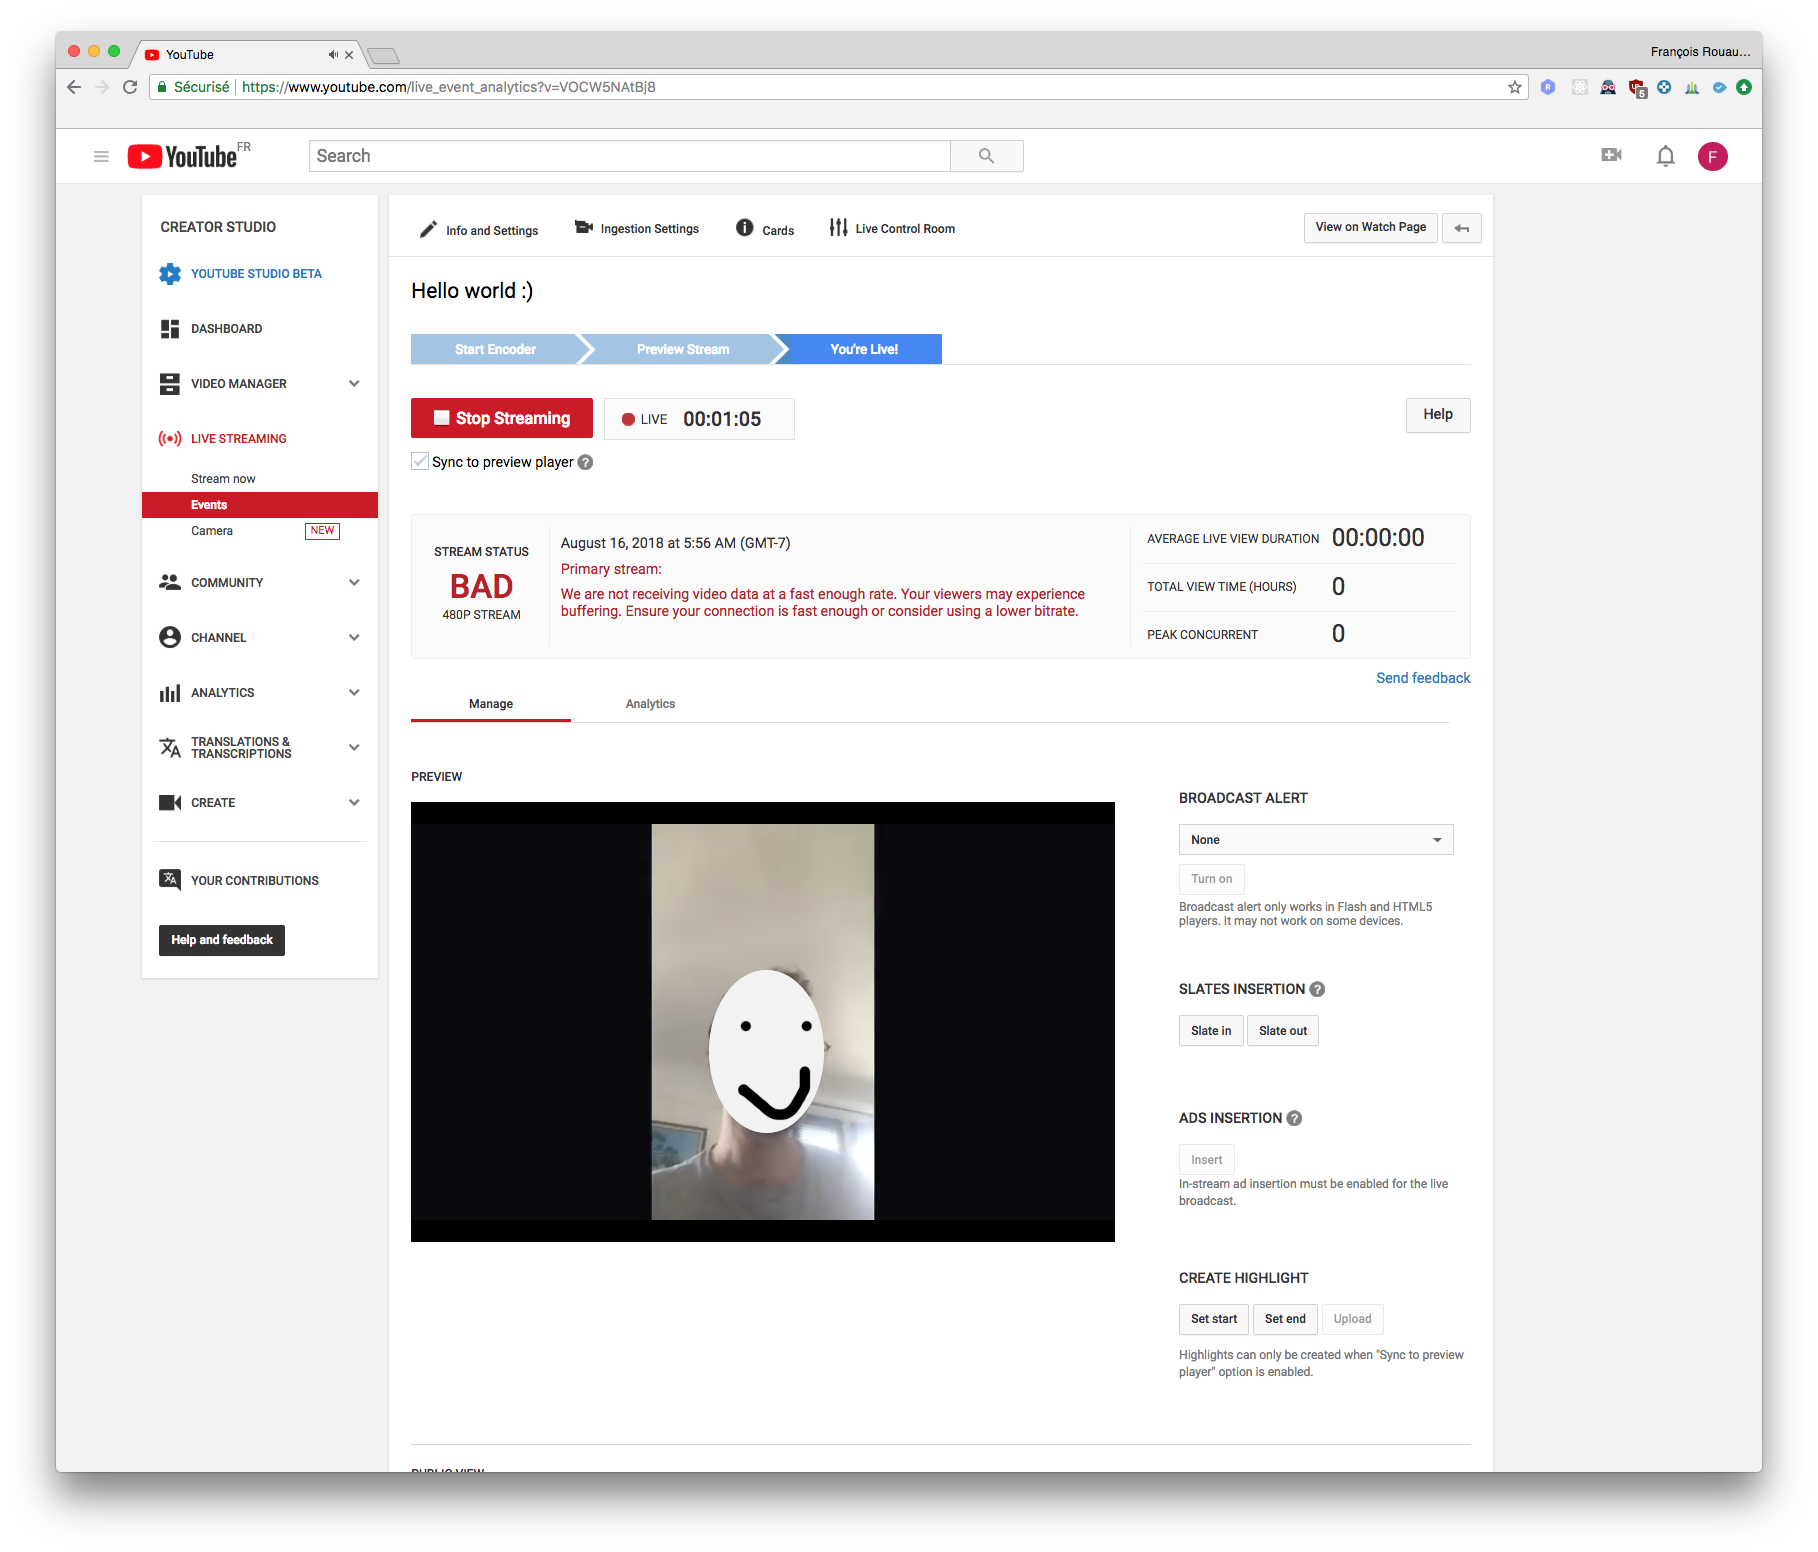 YouTube
François Rouau...
Sécurisé
https://www.youtube.com/live_event_analytics?v=VOCW5NAtBj8
5
YouTube FR
Search
F
CREATOR STUDIO
YOUTUBE STUDIO BETA
DASHBOARD
VIDEO MANAGER
LIVE STREAMING
Stream now
Events
Camera
NEW
COMMUNITY
CHANNEL
ANALYTICS
TRANSLATIONS &
TRANSCRIPTIONS
CREATE
YOUR CONTRIBUTIONS
Help and feedback
Info and Settings
Ingestion Settings
Cards
Live Control Room
View on Watch Page
Hello world :)
Start Encoder
Preview Stream
You're Live!
Stop Streaming
LIVE 00:01:05
Help
Sync to preview player ?
STREAM STATUS
BAD
480P STREAM
August 16, 2018 at 5:56 AM (GMT-7)
Primary stream:
We are not receiving video data at a fast enough rate. Your viewers may experience
buffering. Ensure your connection is fast enough or consider using a lower bitrate.
AVERAGE LIVE VIEW DURATION 00:00:00
TOTAL VIEW TIME (HOURS) 0
PEAK CONCURRENT 0
Send feedback
Manage
Analytics
PREVIEW
BROADCAST ALERT
None
Turn on
Broadcast alert only works in Flash and HTML5
players. It may not work on some devices.
SLATES INSERTION ?
Slate in
Slate out
ADS INSERTION ?
Insert
In-stream ad insertion must be enabled for the live
broadcast.
CREATE HIGHLIGHT
Set start
Set end
Upload
Highlights can only be created when "Sync to preview
player" option is enabled.
PUBLIC VIEW